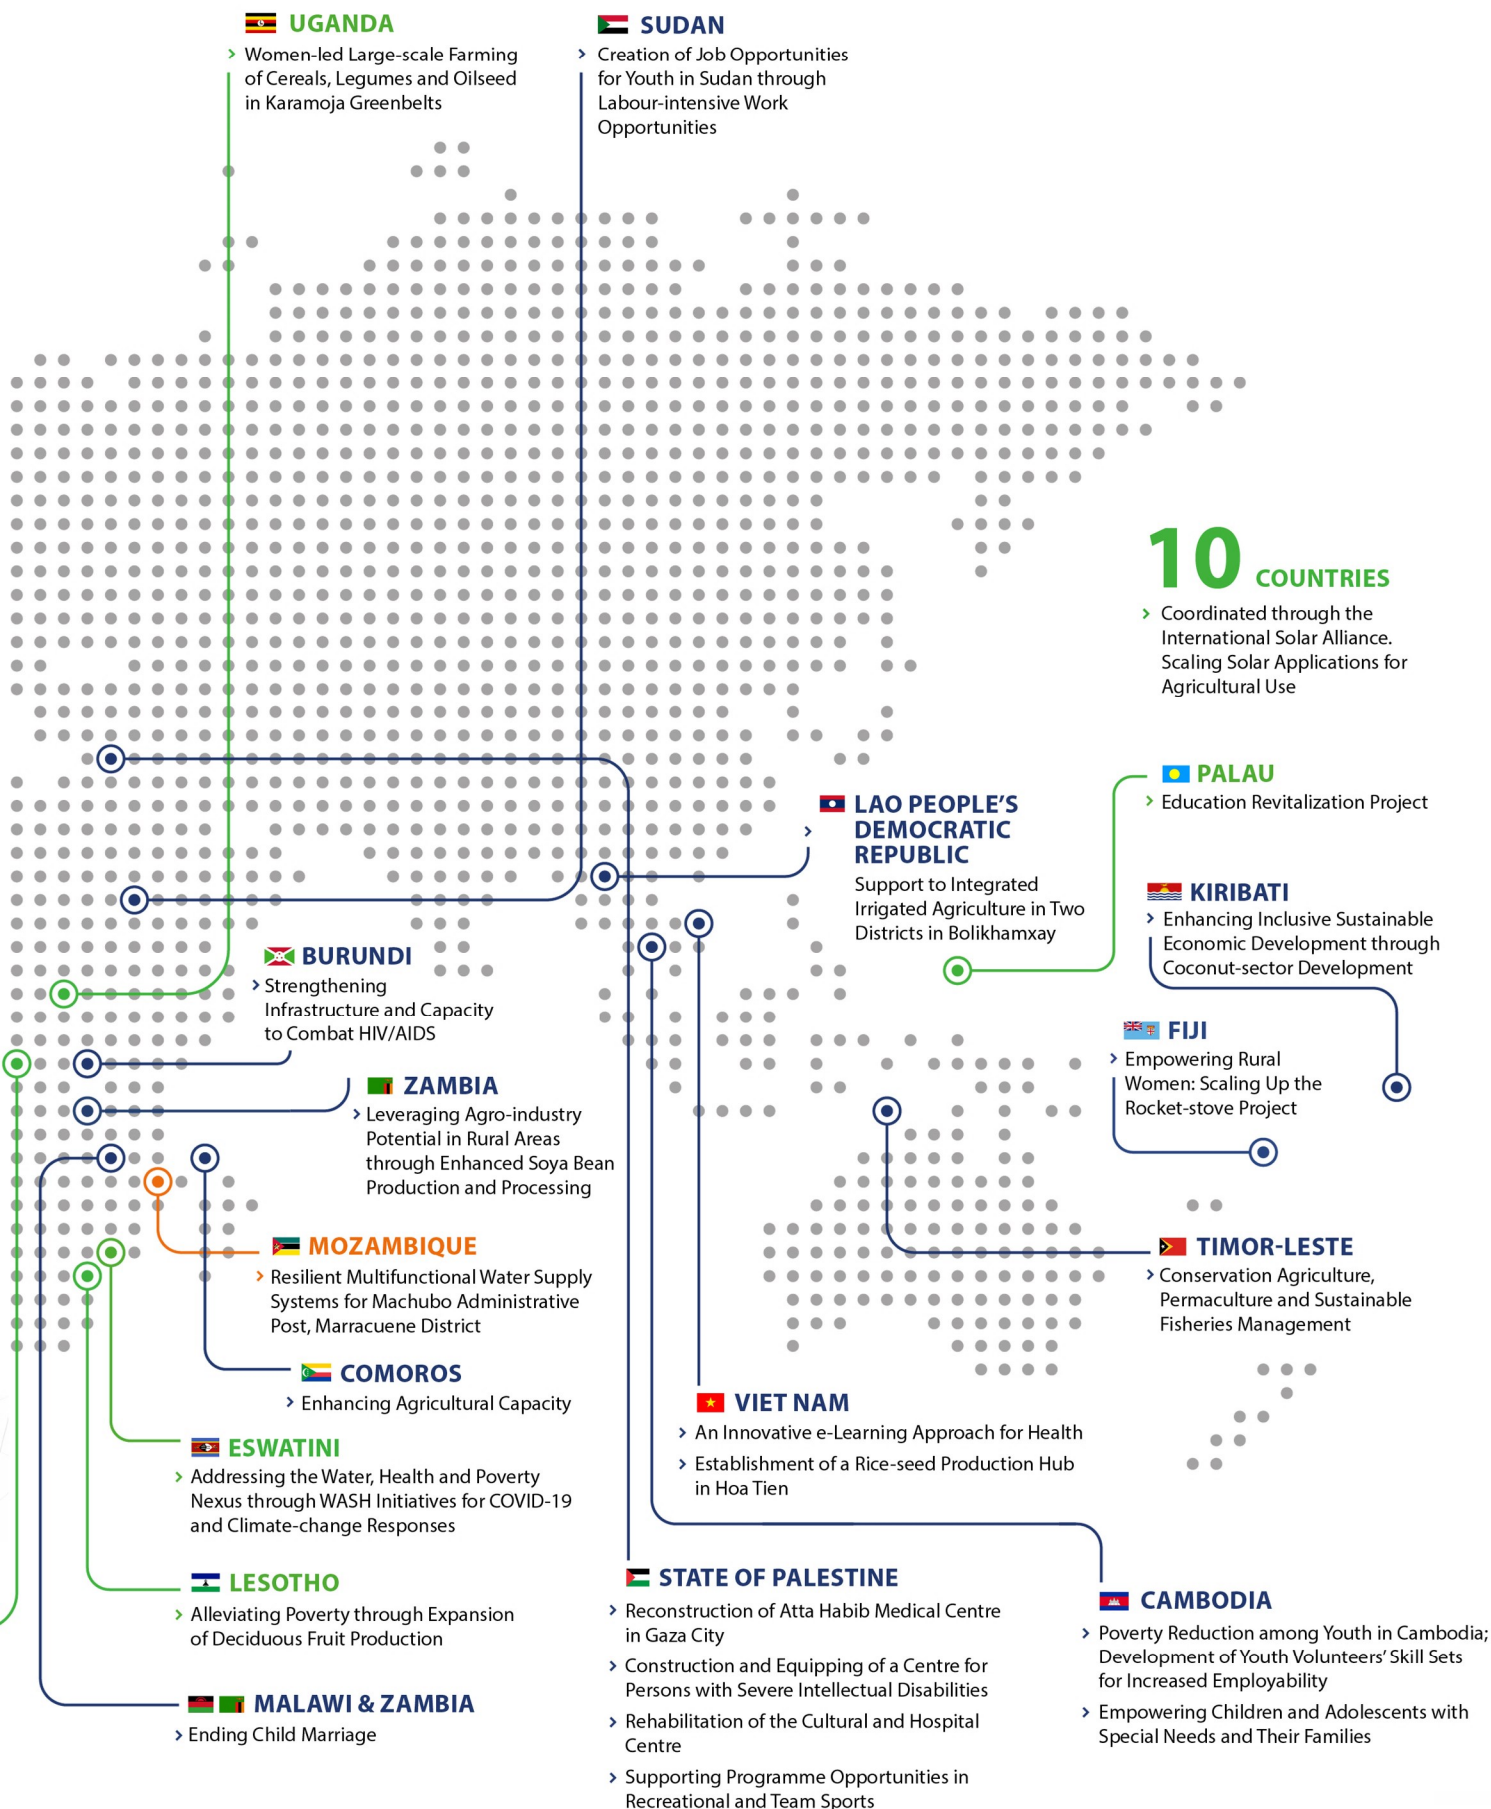 UGANDA
Women-led Large-scale Farming
of Cereals, Legumes and Oilseed
in Karamoja Greenbelts
SUDAN
Creation of Job Opportunities
for Youth in Sudan through
Labour-intensive Work
Opportunities
10 COUNTRIES
Coordinated through the
International Solar Alliance.
Scaling Solar Applications for
Agricultural Use
PALAU
Education Revitalization Project
LAO PEOPLE’S
DEMOCRATIC
REPUBLIC
Support to Integrated
Irrigated Agriculture in Two
Districts in Bolikhamxay
KIRIBATI
Enhancing Inclusive Sustainable
Economic Development through
Coconut-sector Development
BURUNDI
Strengthening
Infrastructure and Capacity
to Combat HIV/AIDS
FIJI
Empowering Rural
Women: Scaling Up the
Rocket-stove Project
ZAMBIA
Leveraging Agro-industry
Potential in Rural Areas
through Enhanced Soya Bean
Production and Processing
MOZAMBIQUE
Resilient Multifunctional Water Supply
Systems for Machubo Administrative
Post, Marracuene District
TIMOR-LESTE
Conservation Agriculture,
Permaculture and Sustainable
Fisheries Management
COMOROS
Enhancing Agricultural Capacity
VIET NAM
An Innovative e-Learning Approach for Health
Establishment of a Rice-seed Production Hub
in Hoa Tien
ESWATINI
Addressing the Water, Health and Poverty
Nexus through WASH Initiatives for COVID-19
and Climate-change Responses
LESOTHO
Alleviating Poverty through Expansion
of Deciduous Fruit Production
MALAWI & ZAMBIA
Ending Child Marriage
STATE OF PALESTINE
Reconstruction of Atta Habib Medical Centre
in Gaza City
Construction and Equipping of a Centre for
Persons with Severe Intellectual Disabilities
Rehabilitation of the Cultural and Hospital
Centre
Supporting Programme Opportunities in
Recreational and Team Sports
CAMBODIA
Poverty Reduction among Youth in Cambodia;
Development of Youth Volunteers’ Skill Sets
for Increased Employability
Empowering Children and Adolescents with
Special Needs and Their Families